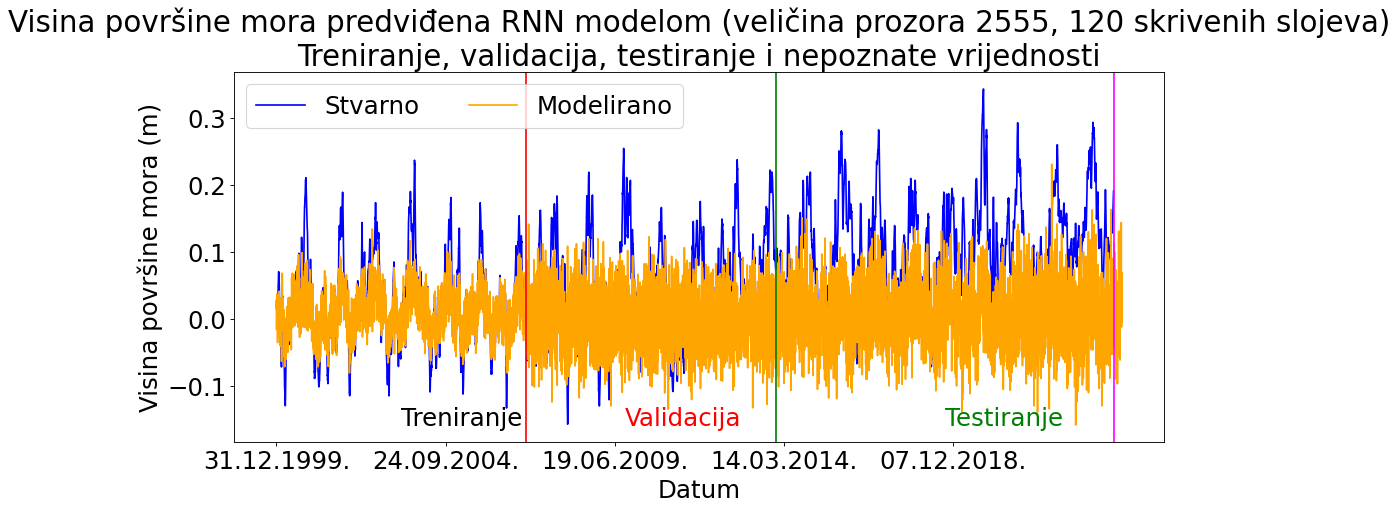 Visina površine mora predviđena RNN modelom (veličina prozora 2555, 120 skrivenih slojeva)
Treniranje, validacija, testiranje i nepoznate vrijednosti
Stvarno Modelirano
Visina površine mora (m)
0.3
0.2
0.1
0.0
−0.1
Treniranje Validacija Testiranje
31.12.1999. 24.09.2004. 19.06.2009. 14.03.2014. 07.12.2018.
Datum